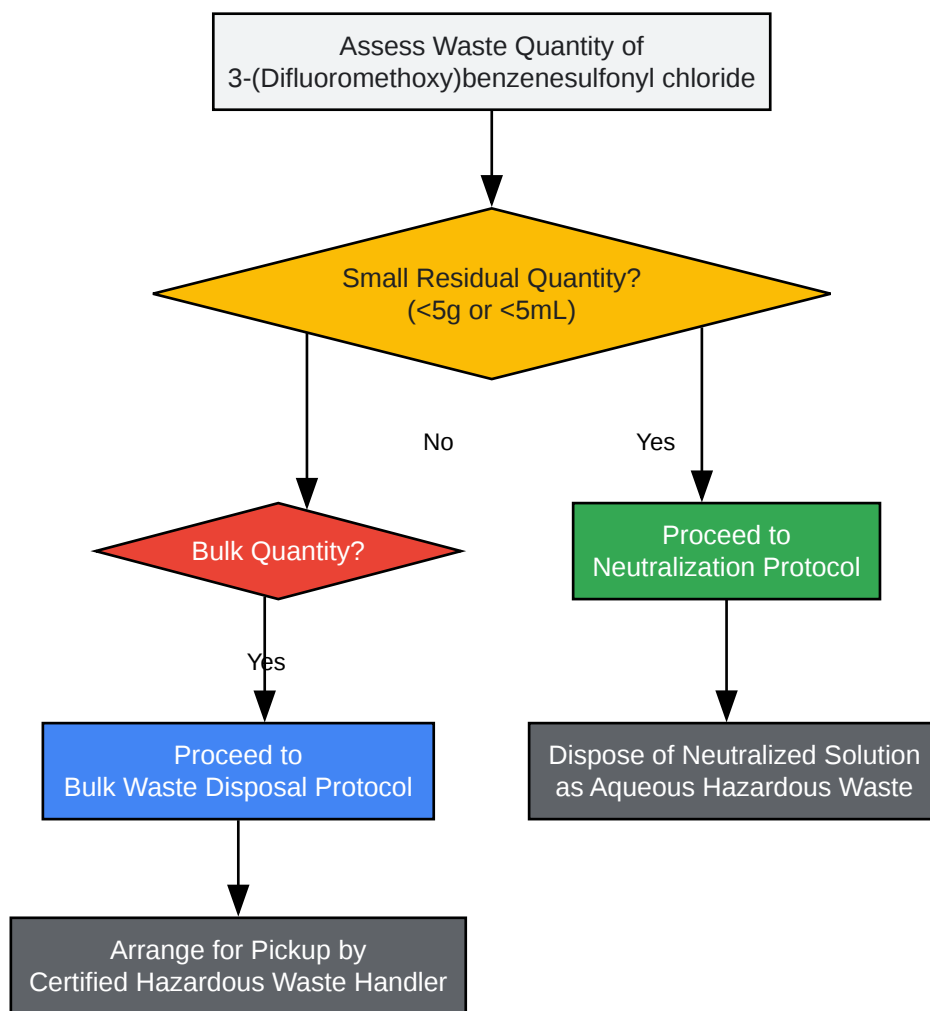 Assess Waste Quantity of
3-(Difluoromethoxy)benzenesulfonyl chloride
Small Residual Quantity?
(<5g or <5mL)
No
Yes
Bulk Quantity?
Proceed to
Neutralization Protocol
Yes
Proceed to
Bulk Waste Disposal Protocol
Dispose of Neutralized Solution
as Aqueous Hazardous Waste
Arrange for Pickup by
Certified Hazardous Waste Handler